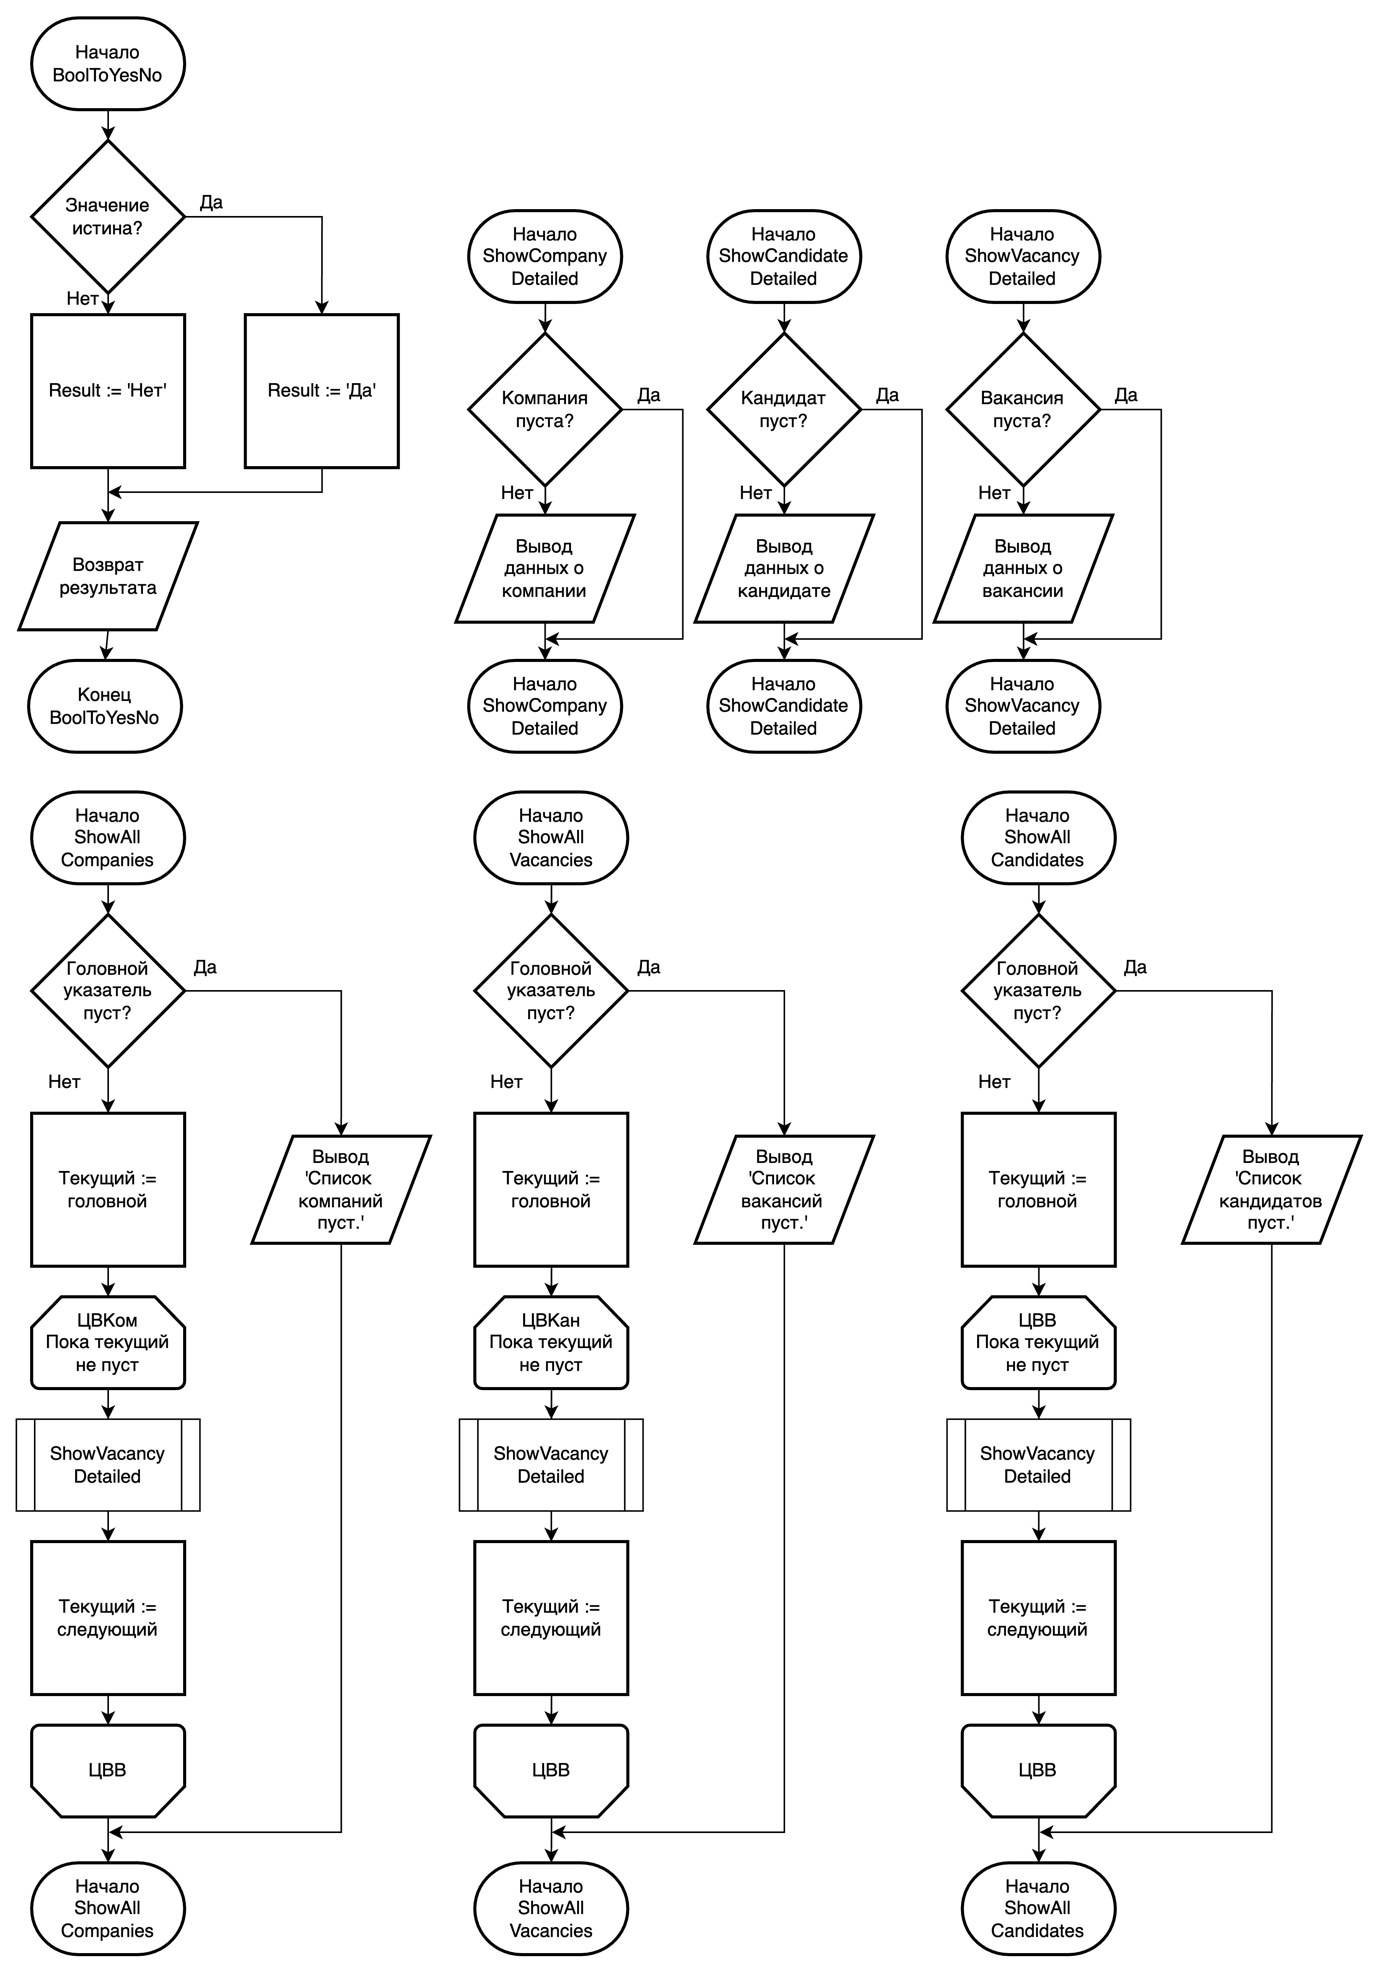 Начало
BoolToYesNo
Значение
истина?
Да
Нет
Result := 'Нет'
Result := 'Да'
Возврат
результата
Конец
BoolToYesNo
Начало
ShowCompany
Detailed
Компания
пуста?
Да
Нет
Вывод
данных о
компании
Начало
ShowCompany
Detailed
Начало
ShowCandidate
Detailed
Кандидат
пуст?
Да
Нет
Вывод
данных о
кандидате
Начало
ShowCandidate
Detailed
Начало
ShowVacancy
Detailed
Вакансия
пуста?
Да
Нет
Вывод
данных о
вакансии
Начало
ShowVacancy
Detailed
Начало
ShowAll
Companies
Головной
указатель
пуст?
Да
Нет
Текущий :=
головной
Вывод
'Список
компаний
пуст.'
ЦВКом
Пока текущий
не пуст
ShowVacancy
Detailed
Текущий :=
следующий
ЦВВ
Начало
ShowAll
Companies
Начало
ShowAll
Vacancies
Головной
указатель
пуст?
Да
Нет
Текущий :=
головной
Вывод
'Список
вакансий
пуст.'
ЦВКан
Пока текущий
не пуст
ShowVacancy
Detailed
Текущий :=
следующий
ЦВВ
Начало
ShowAll
Vacancies
Начало
ShowAll
Candidates
Головной
указатель
пуст?
Да
Нет
Текущий :=
головной
Вывод
'Список
кандидатов
пуст.'
ЦВВ
Пока текущий
не пуст
ShowVacancy
Detailed
Текущий :=
следующий
ЦВВ
Начало
ShowAll
Candidates